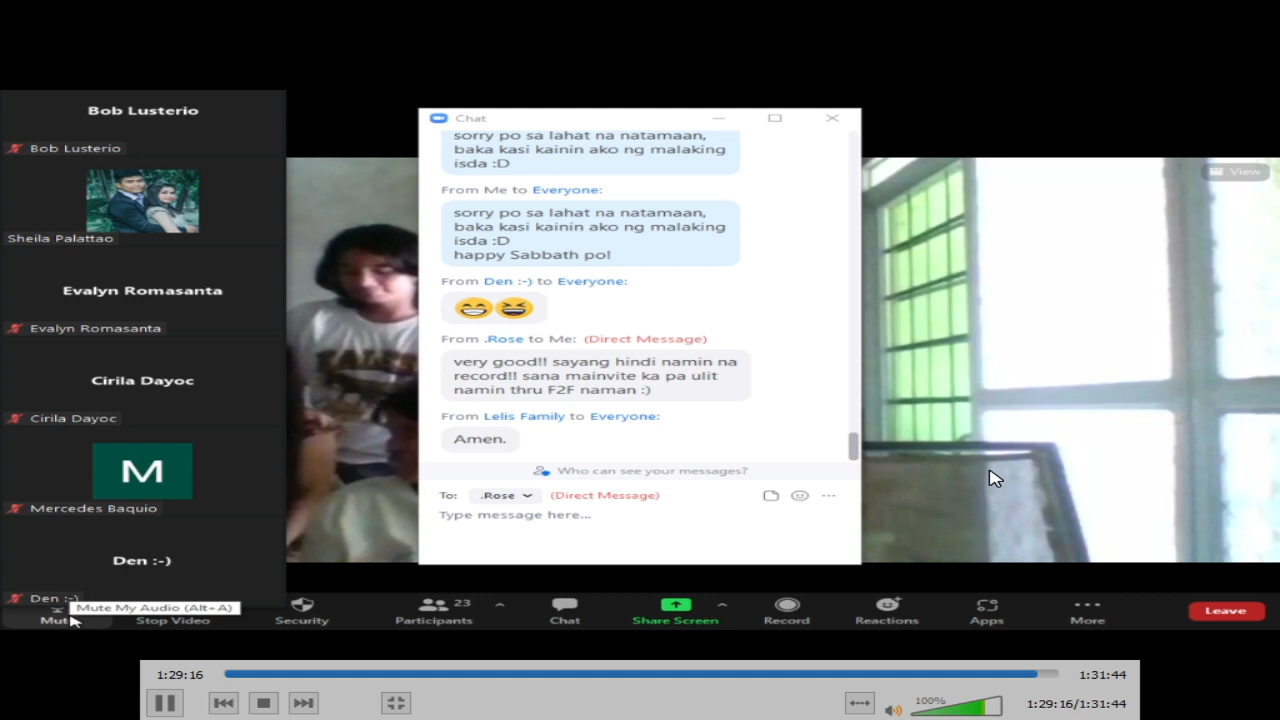 Bob Lusterio
Bob Lusterio
Sheila Palattao
Evalyn Romasanta
Evalyn Romasanta
Cirila Dayoc
Cirila Dayoc
M
Mercedes Baquio
Den :-)
Den :-)
Mute My Audio (Alt+A)
Chat
sorry po sa lahat na natamaan,
baka kasi kainin ako ng malaking
isda :D
From Me to Everyone:
sorry po sa lahat na natamaan,
baka kasi kainin ako ng malaking
isda :D
happy Sabbath po!
From Den :-) to Everyone:
😁😆
From .Rose to Me: (Direct Message)
very good!! sayang hindi namin na
record!! sana mainvite ka pa ulit
namin thru F2F naman :)
From Lelis Family to Everyone:
Amen.
Who can see your messages?
To: .Rose (Direct Message)
Type message here...
View
Mute Stop Video Security Participants 23 Chat Share Screen Record Reactions Apps More Leave
1:29:16 1:31:44
100% 1:29:16/1:31:44